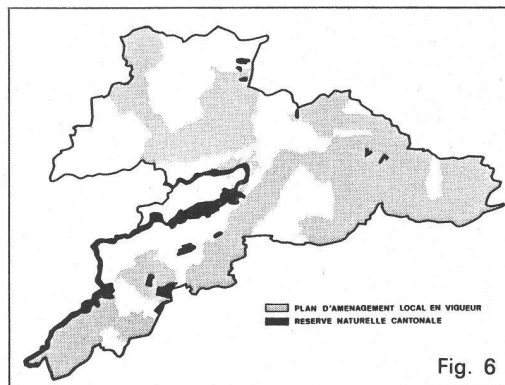 PLAN D'AMENAGEMENT LOCAL EN VIGUEUR
RESERVE NATURELLE CANTONALE
Fig. 6